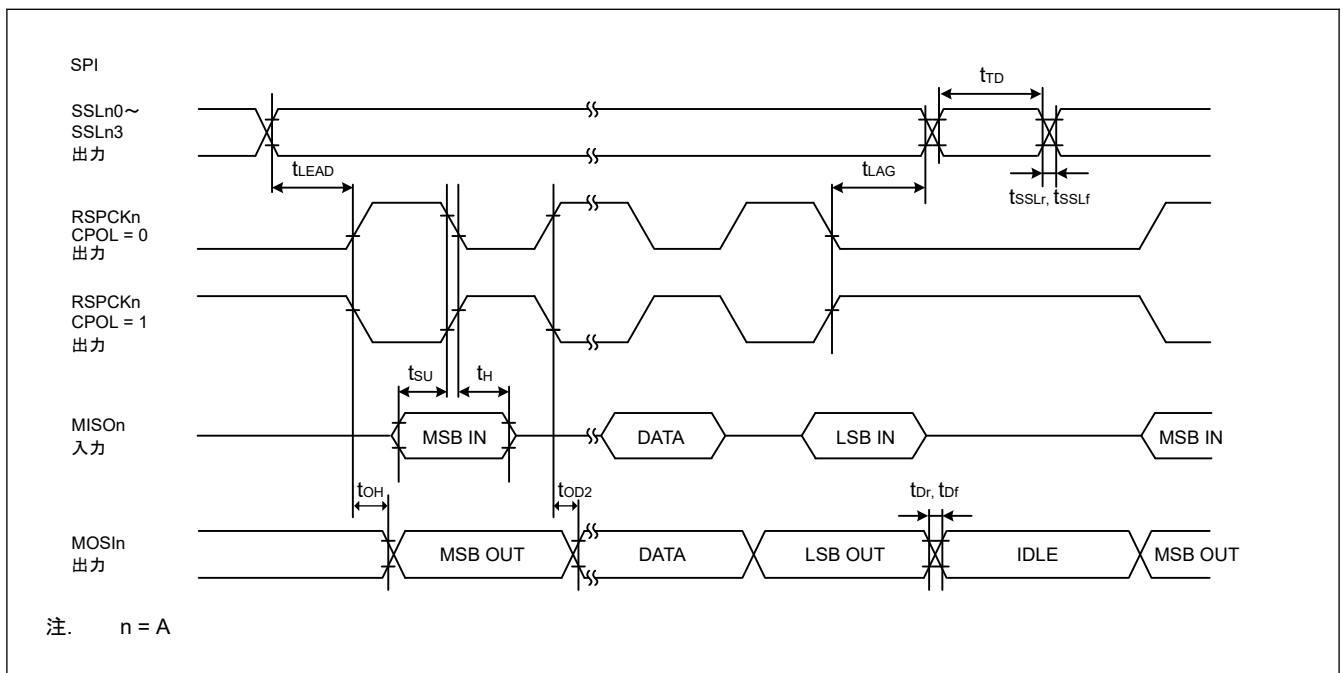 SPI
tTD
SSLn0～
SSLn3
出力
tLEAD
tLAG
tSSLr, tSSLf
RSPCKn
CPOL = 0
出力
RSPCKn
CPOL = 1
出力
tSU
tH
MISOn
入力
MSB IN
DATA
LSB IN
MSB IN
tOH
tOD2
tDr, tDf
MOSIn
出力
MSB OUT
DATA
LSB OUT
IDLE
MSB OUT
注. n = A